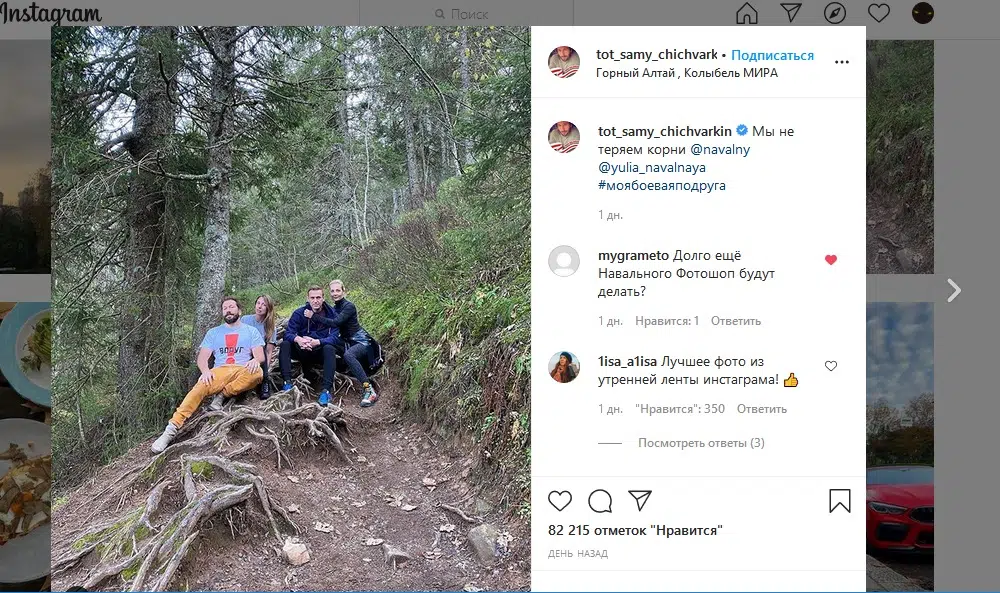 Instagram
Поиск
tot_samy_chichvark • Подписаться
Горный Алтай , Колыбель МИРА
tot_samy_chichvarkin Мы не
теряем корни @navalny
@yulia_navalnaya
#моябоеваяподруга
1 дн.
mygrameto Долго ещё
Навального Фотошоп будут
делать?
1 дн. Нравится: 1 Ответить
1isa_a1isa Лучшее фото из
утренней ленты инстаграма! 👍
1 дн. "Нравится": 350 Ответить
Посмотреть ответы (3)
82 215 отметок "Нравится"
ДЕНЬ НАЗАД
ВДРУГ